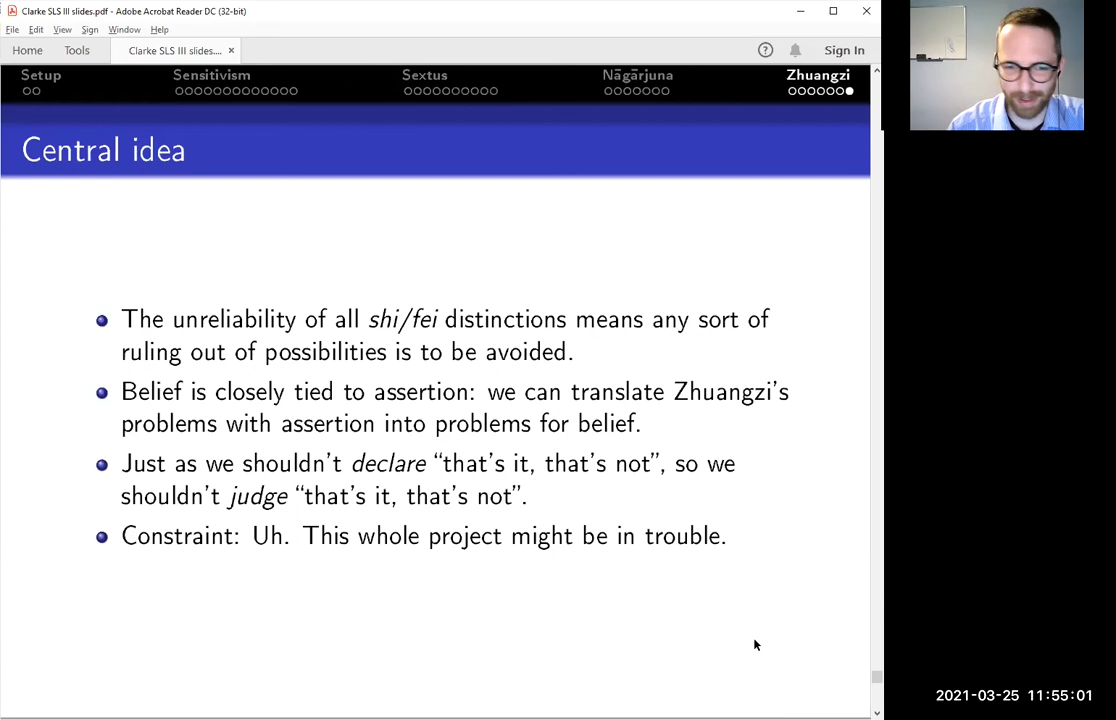 Clarke SLS III slides.pdf - Adobe Acrobat Reader DC (32-bit)
File Edit View Sign Window Help
Home Tools Clarke SLS III slides.... × Sign In
Setup Sensitivism Sextus Nāgārjuna Zhuangzi
Central idea
The unreliability of all shi/fei distinctions means any sort of
ruling out of possibilities is to be avoided.
Belief is closely tied to assertion: we can translate Zhuangzi's
problems with assertion into problems for belief.
Just as we shouldn't declare “that's it, that's not”, so we
shouldn't judge “that's it, that's not”.
Constraint: Uh. This whole project might be in trouble.
2021-03-25 11:55:01